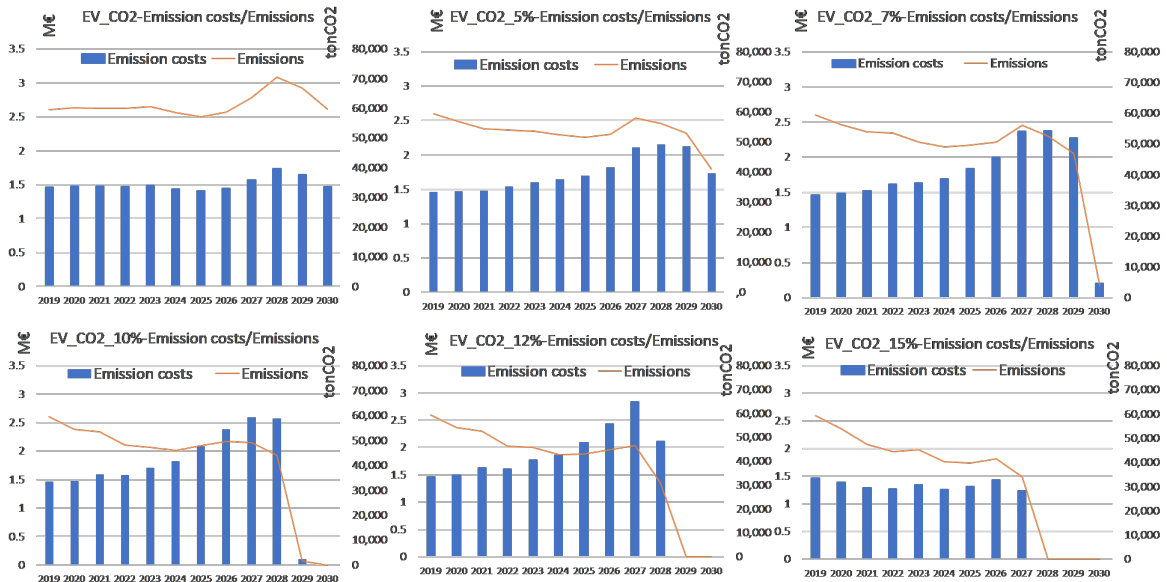 EV_CO2-Emission costs/Emissions
M€
tonCO2
Emission costs
Emissions
3.5
3
2.5
2
1.5
1
0.5
0
80,000
70,000
60,000
50,000
40,000
30,000
20,000
10,000
0
2019 2020 2021 2022 2023 2024 2025 2026 2027 2028 2029 2030
EV_CO2_5%-Emission costs/Emissions
M€
tonCO2
Emission costs
Emissions
3.5
3
2.5
2
1.5
1
0.5
0
80,000
70,000
60,000
50,000
40,000
30,000
20,000
10,000
,0
2019 2020 2021 2022 2023 2024 2025 2026 2027 2028 2029 2030
EV_CO2_7%-Emission costs/Emissions
M€
tonCO2
Emission costs
Emissions
3.5
3
2.5
2
1.5
1
0.5
0
80,000
70,000
60,000
50,000
40,000
30,000
20,000
10,000
0
2019 2020 2021 2022 2023 2024 2025 2026 2027 2028 2029 2030
EV_CO2_10%-Emission costs/Emissions
M€
tonCO2
Emission costs
Emissions
3.5
3
2.5
2
1.5
1
0.5
0
80,000
70,000
60,000
50,000
40,000
30,000
20,000
10,000
0
2019 2020 2021 2022 2023 2024 2025 2026 2027 2028 2029 2030
EV_CO2_12%-Emission costs/Emissions
M€
tonCO2
Emission costs
Emissions
3.5
3
2.5
2
1.5
1
0.5
0
80,000
70,000
60,000
50,000
40,000
30,000
20,000
10,000
0
2019 2020 2021 2022 2023 2024 2025 2026 2027 2028 2029 2030
EV_CO2_15%-Emission costs/Emissions
M€
tonCO2
Emission costs
Emissions
3.5
3
2.5
2
1.5
1
0.5
0
80,000
70,000
60,000
50,000
40,000
30,000
20,000
10,000
0
2019 2020 2021 2022 2023 2024 2025 2026 2027 2028 2029 2030